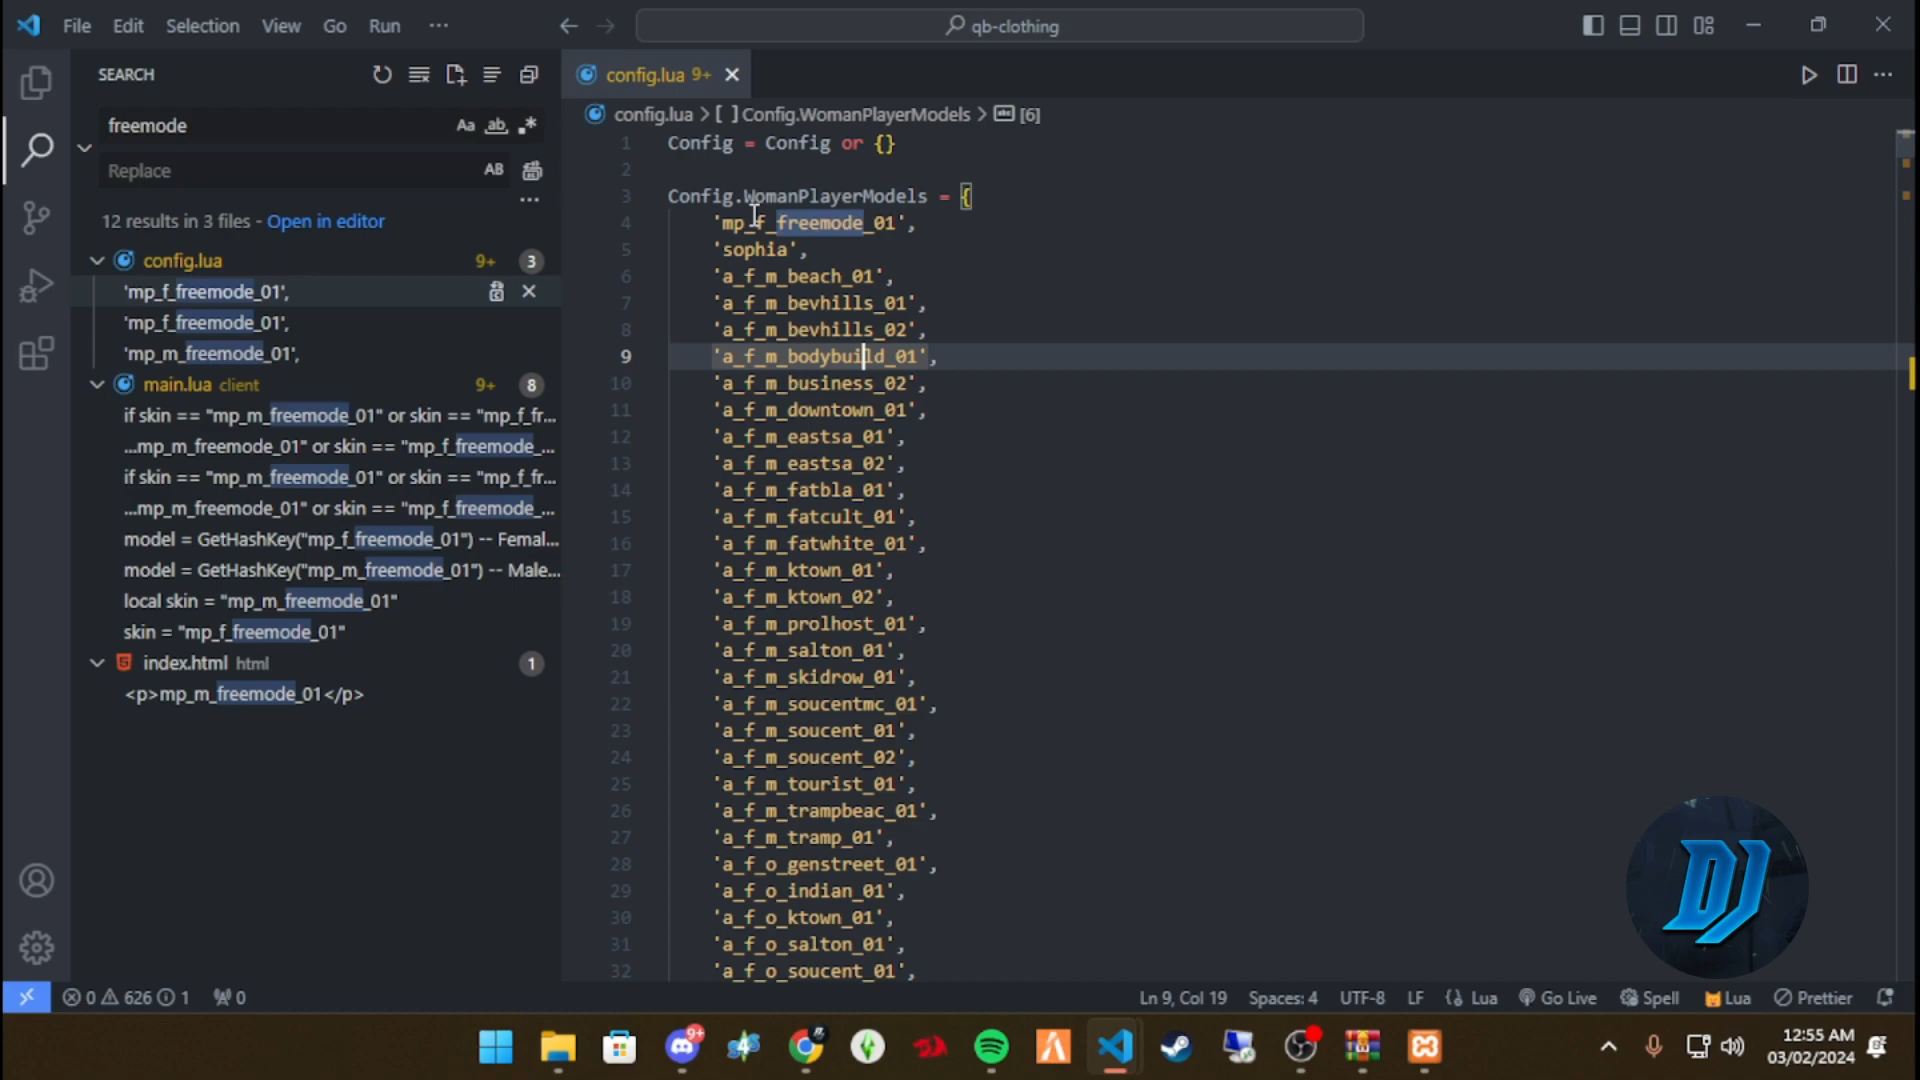 File Edit Selection View Go Run ···
qb-clothing
SEARCH
freemode
Aa ab
Replace
AB
12 results in 3 files - Open in editor
config.lua 9+ 3
'mp_f_freemode_01',
'mp_f_freemode_01',
'mp_m_freemode_01',
main.lua client 9+ 8
if skin == "mp_m_freemode_01" or skin == "mp_f_fr...
...mp_m_freemode_01" or skin == "mp_f_freemode_...
if skin == "mp_m_freemode_01" or skin == "mp_f_fr...
...mp_m_freemode_01" or skin == "mp_f_freemode_...
model = GetHashKey("mp_f_freemode_01") -- Femal...
model = GetHashKey("mp_m_freemode_01") -- Male...
local skin = "mp_m_freemode_01"
skin = "mp_f_freemode_01"
index.html html 1
<p>mp_m_freemode_01</p>
config.lua 9+
config.lua > [ ] Config.WomanPlayerModels > [6]
1 Config = Config or {}
2
3 Config.WomanPlayerModels = {
4 'mp_f_freemode_01',
5 'sophia',
6 'a_f_m_beach_01',
7 'a_f_m_bevhills_01',
8 'a_f_m_bevhills_02',
9 'a_f_m_bodybuild_01',
10 'a_f_m_business_02',
11 'a_f_m_downtown_01',
12 'a_f_m_eastsa_01',
13 'a_f_m_eastsa_02',
14 'a_f_m_fatbla_01',
15 'a_f_m_fatcult_01',
16 'a_f_m_fatwhite_01',
17 'a_f_m_ktown_01',
18 'a_f_m_ktown_02',
19 'a_f_m_prolhost_01',
20 'a_f_m_salton_01',
21 'a_f_m_skidrow_01',
22 'a_f_m_soucentmc_01',
23 'a_f_m_soucent_01',
24 'a_f_m_soucent_02',
25 'a_f_m_tourist_01',
26 'a_f_m_trampbeac_01',
27 'a_f_m_tramp_01',
28 'a_f_o_genstreet_01',
29 'a_f_o_indian_01',
30 'a_f_o_ktown_01',
31 'a_f_o_salton_01',
32 'a_f_o_soucent_01',
DJ
0 626 1 0
Ln 9, Col 19 Spaces: 4 UTF-8 LF Lua Go Live Spell Lua Prettier
9+
12:55 AM
03/02/2024